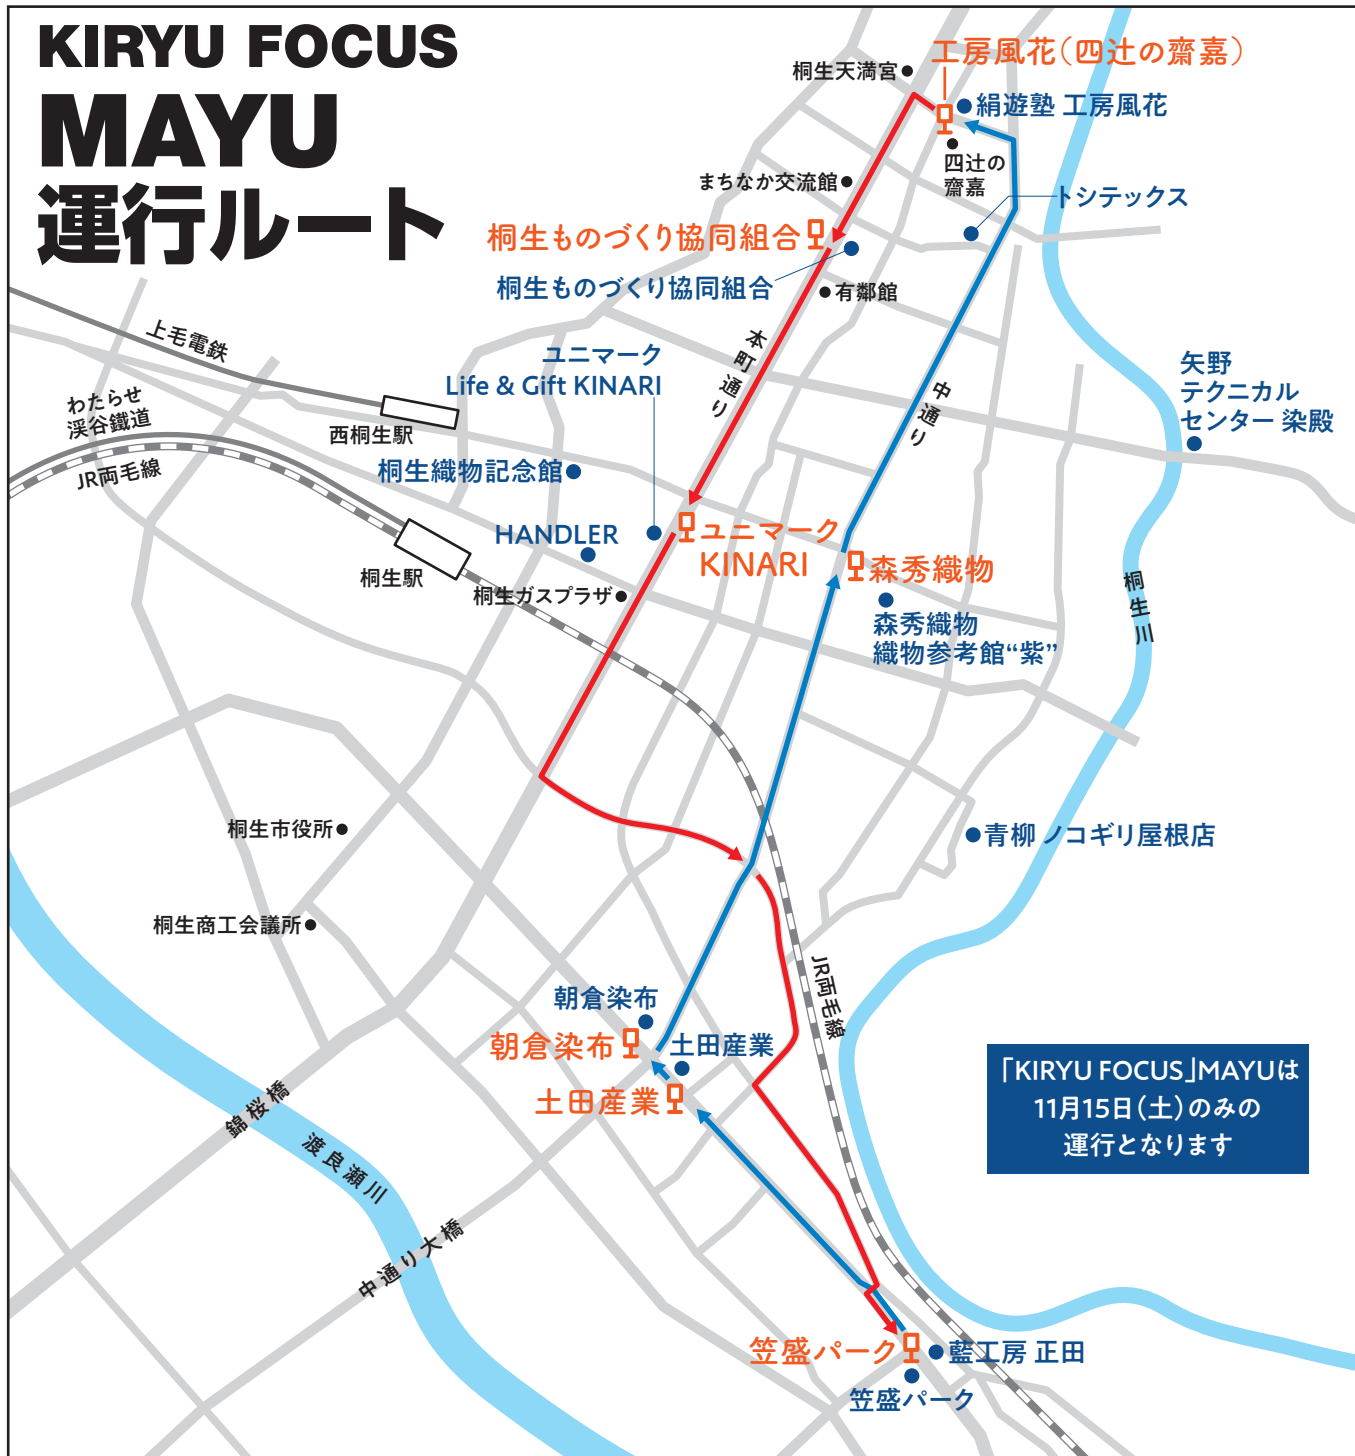 KIRYU FOCUS
MAYU
運行ルート
工房風花（四辻の齋嘉）
桐生天満宮
絹遊塾 工房風花
四辻の
齋嘉
まちなか交流館
トシテックス
桐生ものづくり協同組合
桐生ものづくり協同組合
有鄰館
上毛電鉄
本町通り
ユニマーク
Life & Gift KINARI
中通り
矢野
テクニカル
センター 染殿
わたらせ
渓谷鐵道
西桐生駅
JR両毛線
桐生織物記念館
HANDLER
ユニマーク
KINARI
森秀織物
桐生駅
桐生ガスプラザ
桐生川
森秀織物
織物参考館“紫”
桐生市役所
青柳 ノコギリ屋根店
桐生商工会議所
JR両毛線
朝倉染布
朝倉染布
土田産業
土田産業
「KIRYU FOCUS」MAYUは
11月15日（土）のみの
運行となります
錦桜橋
渡良瀬川
中通り大橋
笠盛パーク
藍工房 正田
笠盛パーク